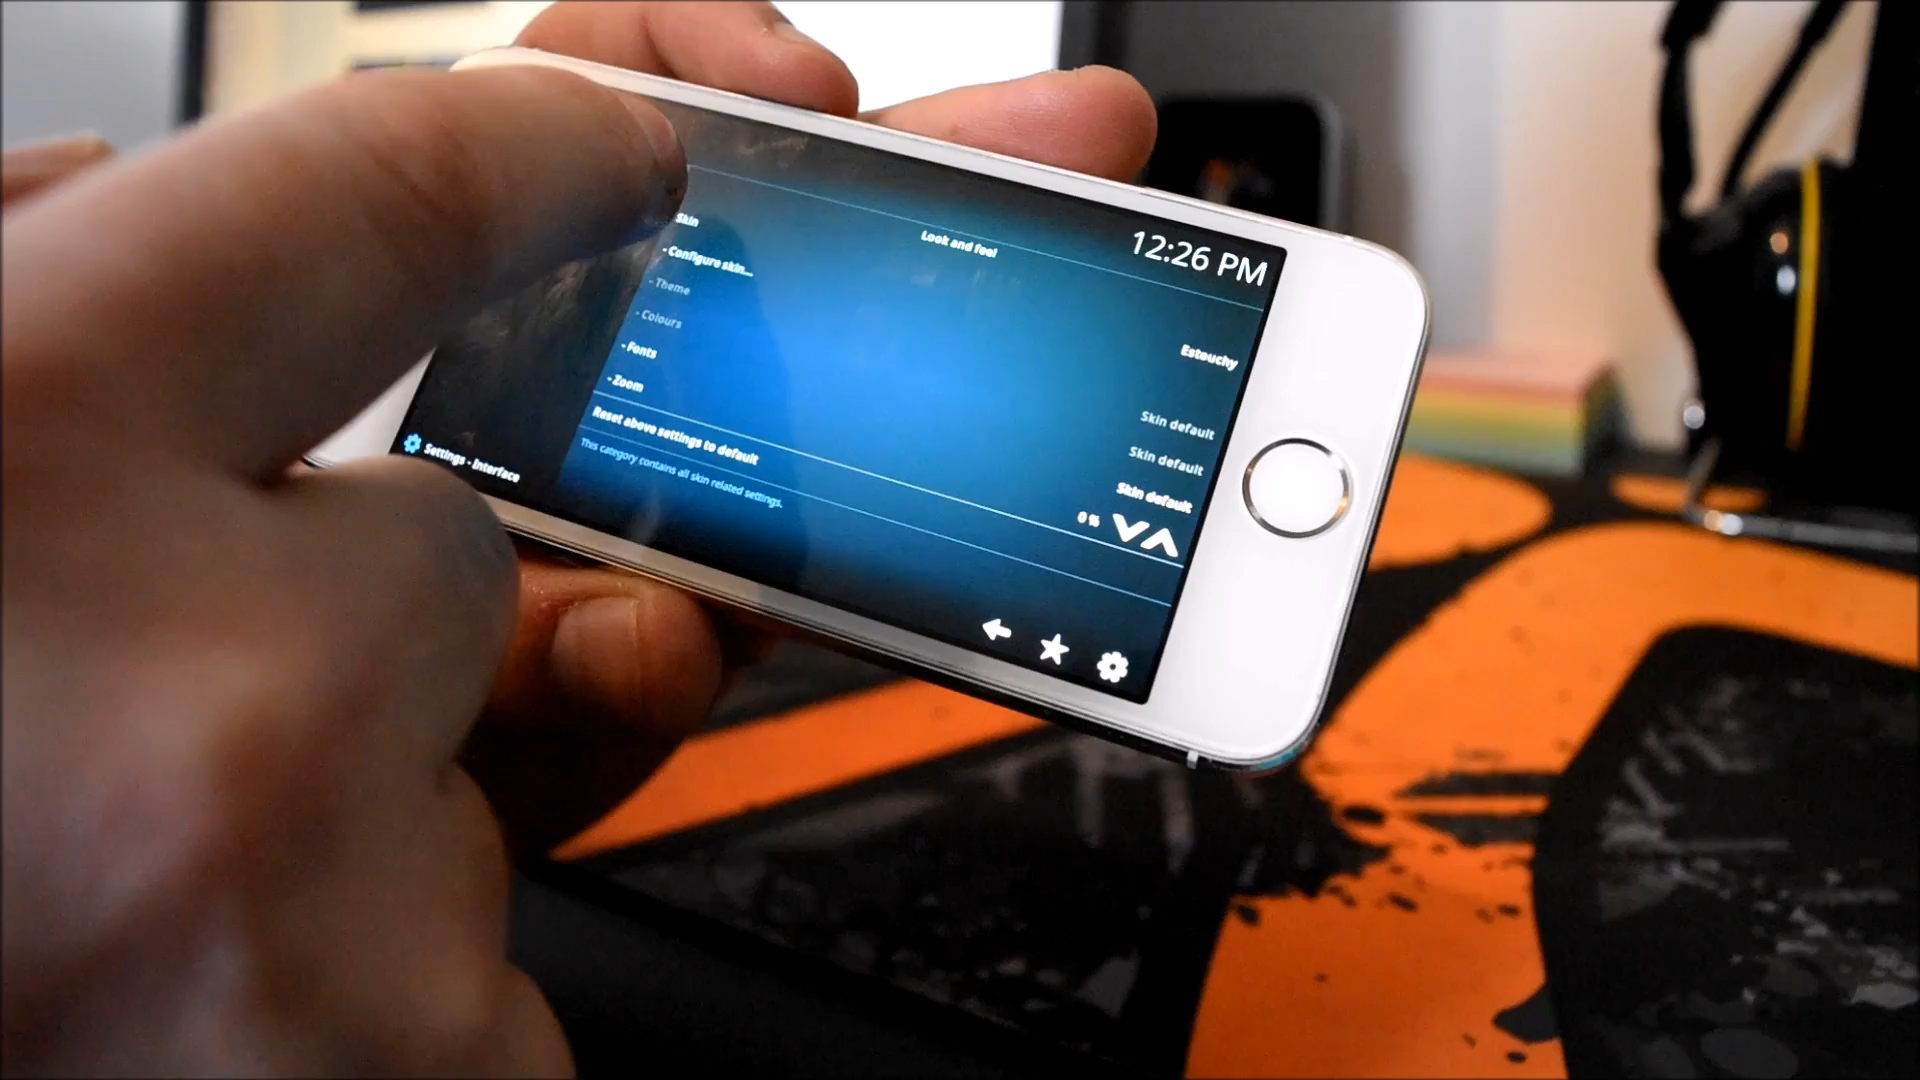 12:26 PM
Look and feel
Skin
Estouchy
- Configure skin...
- Theme
Skin default
- Colours
Skin default
- Fonts
Skin default
- Zoom
0 %
Reset above settings to default
This category contains all skin related settings.
Settings - Interface